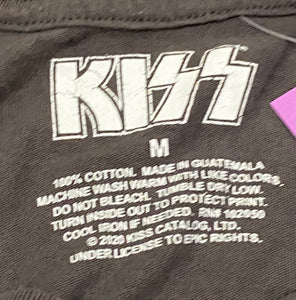 KISS
M
100% COTTON. MADE IN GUATEMALA
MACHINE WASH WARM WITH LIKE COLORS.
DO NOT BLEACH. TUMBLE DRY LOW.
TURN INSIDE OUT TO PROTECT PRINT.
COOL IRON IF NEEDED. RN# 102050
© 2020 KISS CATALOG, LTD.
UNDER LICENSE TO EPIC RIGHTS.